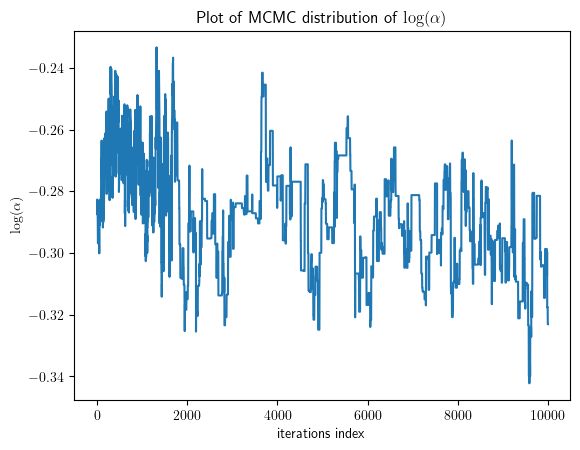 Plot of MCMC distribution of log(α)
−0.24
−0.26
−0.28
−0.30
−0.32
−0.34
log(α)
0 2000 4000 6000 8000 10000
iterations index